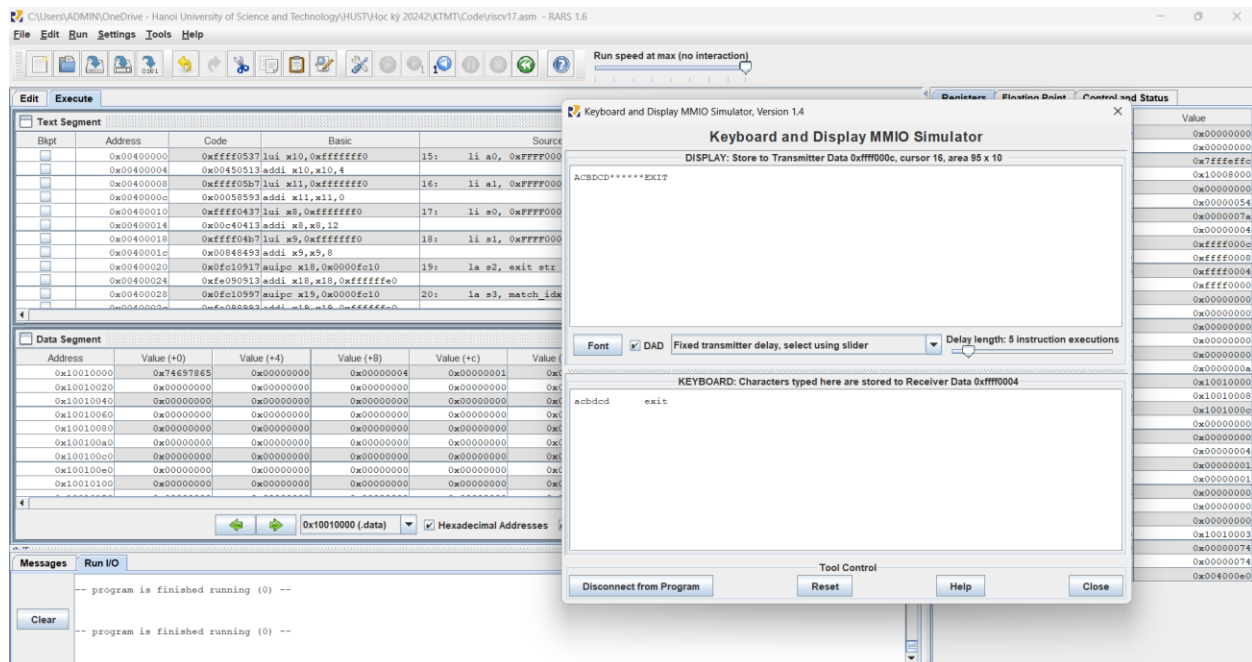 C:\Users\ADMIN\OneDrive - Hanoi University of Science and Technology\HUST\Học kỳ 20242\KTMT\Code\riscv17.asm - RARS 1.6
File Edit Run Settings Tools Help
Run speed at max (no interaction)
Edit Execute
Registers Floating Point Control and Status
Text Segment
Bkpt Address Code Basic Source
0x00400000 0xffff0537 lui x10,0xfffffff0 15: li a0, 0xFFFF000
0x00400004 0x00450513 addi x10,x10,4
0x00400008 0xffff05b7 lui x11,0xfffffff0 16: li a1, 0xFFFF000
0x0040000c 0x00058593 addi x11,x11,0
0x00400010 0xffff0437 lui x8,0xfffffff0 17: li s0, 0xFFFF000
0x00400014 0x00c40413 addi x8,x8,12
0x00400018 0xffff04b7 lui x9,0xfffffff0 18: li s1, 0xFFFF000
0x0040001c 0x00848493 addi x9,x9,8
0x00400020 0x0fc10917 auipc x18,0x0000fc10 19: la s2, exit_str
0x00400024 0xfe090913 addi x18,x18,0xffffffe0
0x00400028 0x0fc10997 auipc x19,0x0000fc10 20: la s3, match_idx
Data Segment
Address Value (+0) Value (+4) Value (+8) Value (+c) Value (
0x10010000 0x74697865 0x00000000 0x00000004 0x00000001 0x0
0x10010020 0x00000000 0x00000000 0x00000000 0x00000000 0x0
0x10010040 0x00000000 0x00000000 0x00000000 0x00000000 0x0
0x10010060 0x00000000 0x00000000 0x00000000 0x00000000 0x0
0x10010080 0x00000000 0x00000000 0x00000000 0x00000000 0x0
0x100100a0 0x00000000 0x00000000 0x00000000 0x00000000 0x0
0x100100c0 0x00000000 0x00000000 0x00000000 0x00000000 0x0
0x100100e0 0x00000000 0x00000000 0x00000000 0x00000000 0x0
0x10010100 0x00000000 0x00000000 0x00000000 0x00000000 0x0
0x10010000 (.data) Hexadecimal Addresses
Messages Run I/O
-- program is finished running (0) --
Clear
-- program is finished running (0) --
Keyboard and Display MMIO Simulator, Version 1.4
Keyboard and Display MMIO Simulator
DISPLAY: Store to Transmitter Data 0xffff000c, cursor 16, area 95 x 10
ACBDCD******EXIT
Font DAD Fixed transmitter delay, select using slider Delay length: 5 instruction executions
KEYBOARD: Characters typed here are stored to Receiver Data 0xffff0004
acbdcd exit
Tool Control
Disconnect from Program Reset Help Close
Value
0x00000000
0x00000000
0x7fffeffc
0x10008000
0x00000000
0x00000054
0x0000007a
0x00000004
0xffff000c
0xffff0008
0xffff0004
0xffff0000
0x00000000
0x00000000
0x00000000
0x00000000
0x00000000
0x0000000a
0x10010000
0x10010008
0x1001000c
0x00000000
0x00000000
0x00000004
0x00000001
0x00000001
0x00000000
0x00000000
0x00000000
0x10010003
0x00000074
0x00000074
0x004000e0